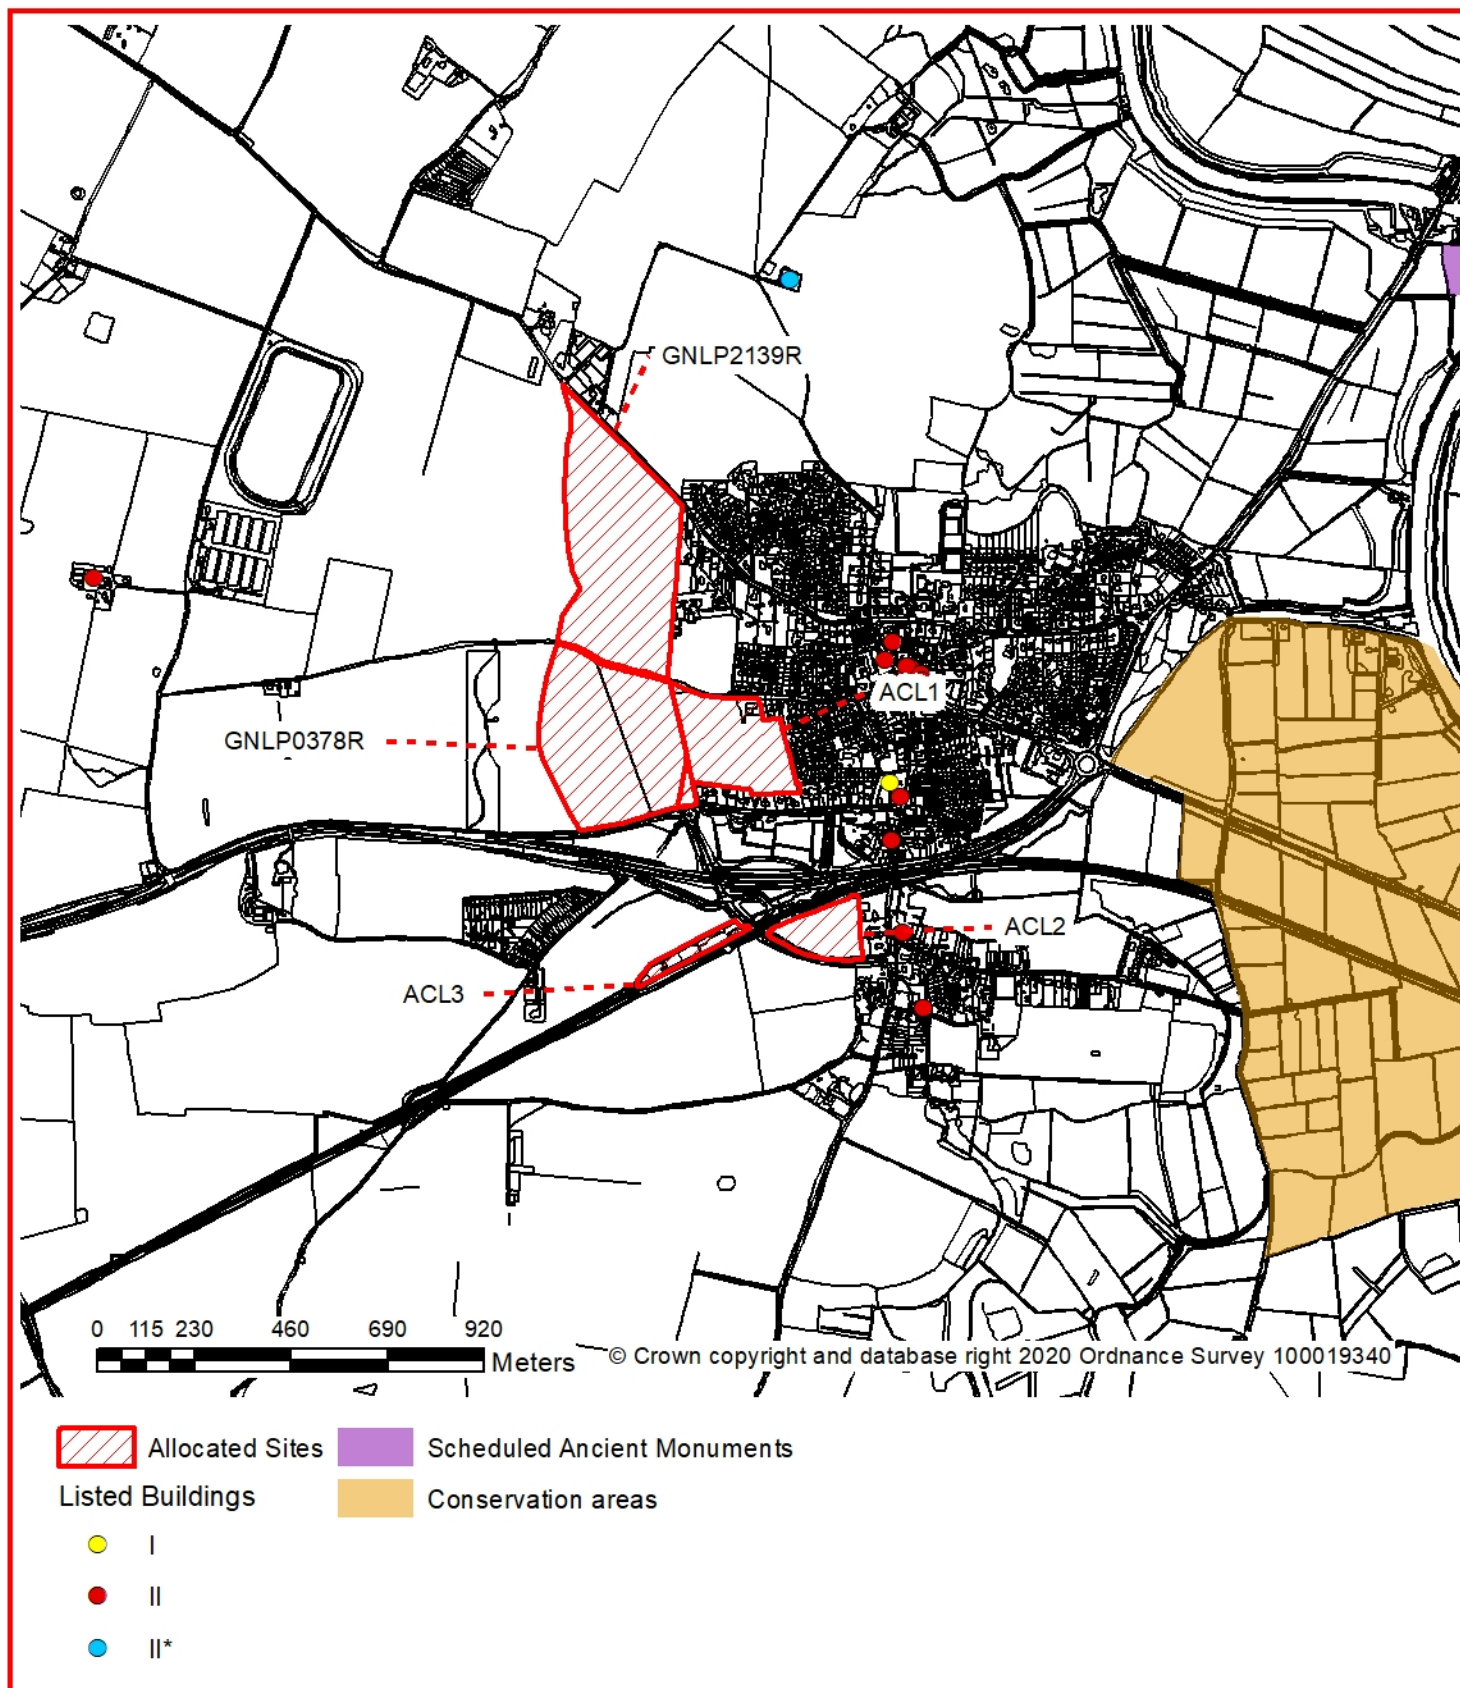 GNLP2139R
ACL1
GNLP0378R
ACL2
ACL3
0 115 230 460 690 920
Meters
© Crown copyright and database right 2020 Ordnance Survey 100019340
Allocated Sites
Scheduled Ancient Monuments
Listed Buildings
Conservation areas
I
II
II*